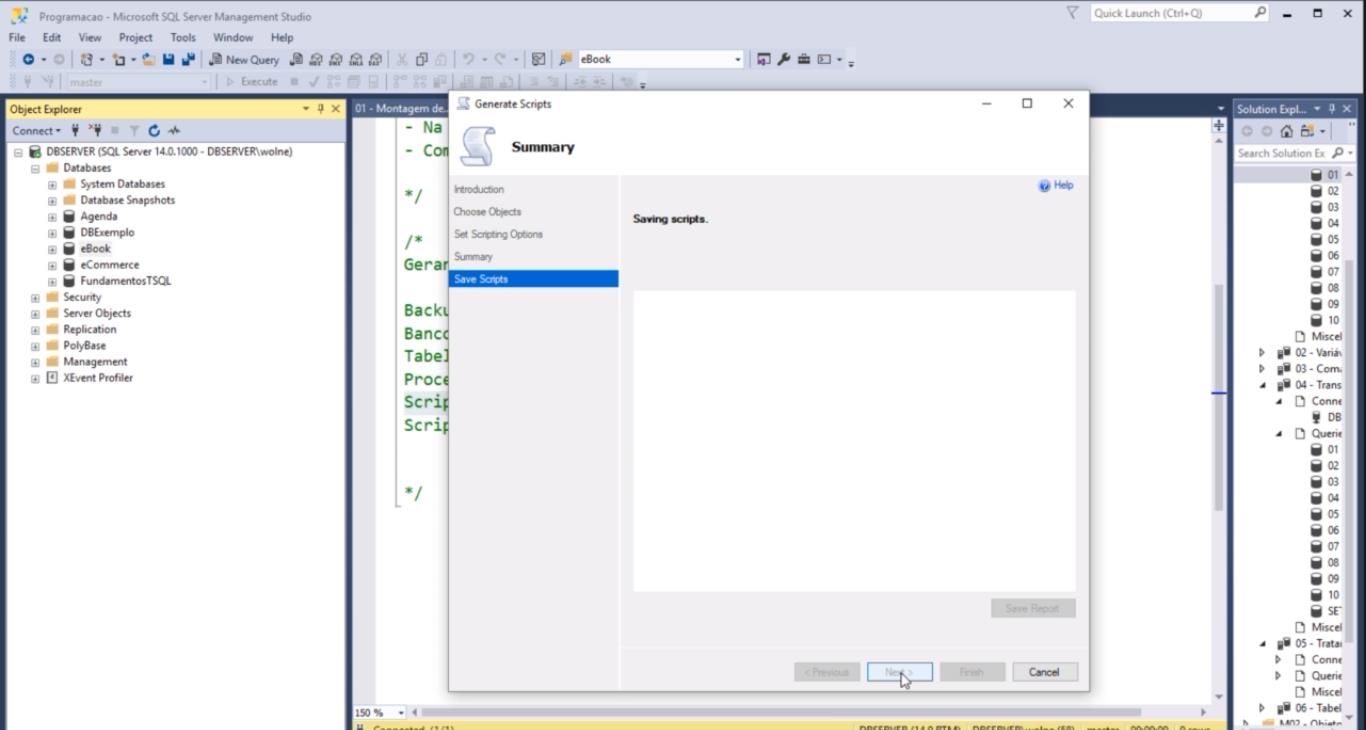 Programacao - Microsoft SQL Server Management Studio
Quick Launch (Ctrl+Q)
File Edit View Project Tools Window Help
New Query
eBook
master
Execute
Object Explorer
Connect
DBSERVER (SQL Server 14.0.1000 - DBSERVER\wolne)
Databases
System Databases
Database Snapshots
Agenda
DBExemplo
eBook
eCommerce
FundamentosTSQL
Security
Server Objects
Replication
PolyBase
Management
XEvent Profiler
01 - Montagem de...
- Na
- Com
*/
/*
Geran
Backu
Banco
Tabel
Proce
Scrip
Scrip
*/
150 %
Generate Scripts
Summary
Introduction
Choose Objects
Set Scripting Options
Summary
Save Scripts
Help
Saving scripts.
Save Report
< Previous
Next >
Finish
Cancel
Connected. (1/1)
DBSERVER (14.0 RTM)
DBSERVER\wolne (58)
master
00:00:00
0 rows
Solution Expl...
Search Solution Ex
01
02
03
04
05
06
07
08
09
10
Miscel
02 - Variáv
03 - Coma
04 - Trans
Conne
DB
Querie
01
02
03
04
05
06
07
08
09
10
SE
Miscel
05 - Tratar
Conne
Querie
Miscel
06 - Tabel
M02 - Objeto